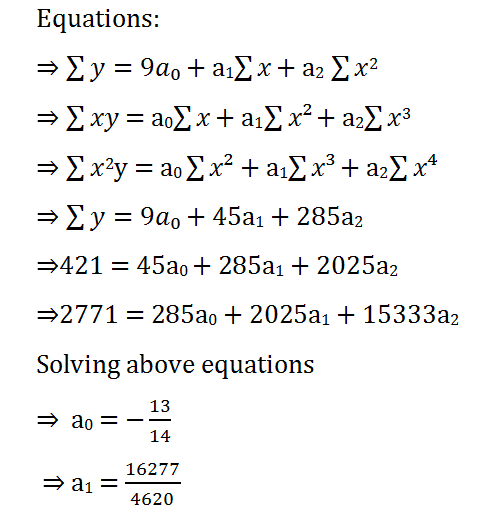 Equations:
⇒ ∑ y = 9a₀ + a₁∑ x + a₂ ∑ x²
⇒ ∑ xy = a₀∑ x + a₁∑ x² + a₂∑ x³
⇒ ∑ x²y = a₀ ∑ x² + a₁∑ x³ + a₂∑ x⁴
⇒ ∑ y = 9a₀ + 45a₁ + 285a₂
⇒421 = 45a₀ + 285a₁ + 2025a₂
⇒2771 = 285a₀ + 2025a₁ + 15333a₂
Solving above equations
⇒ a₀ = −13/14
⇒ a₁ = 16277/4620